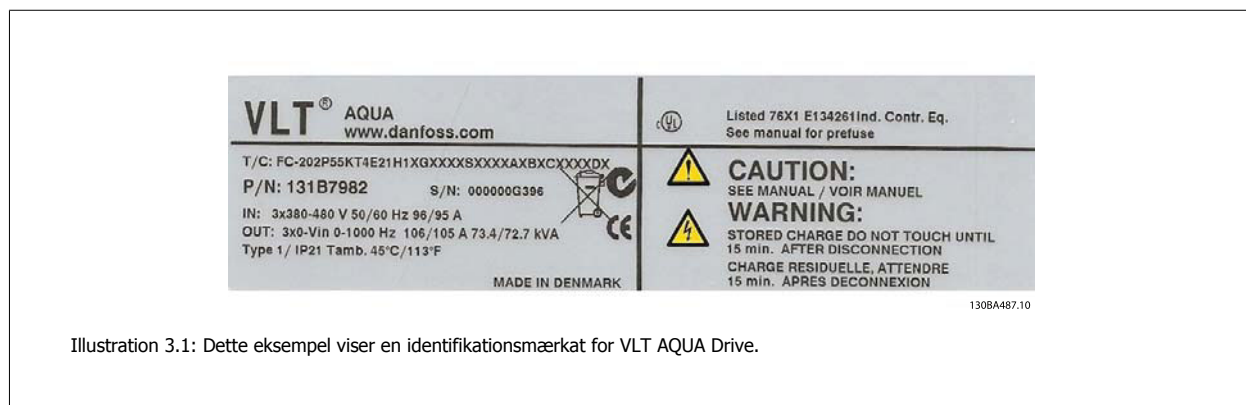 VLT® AQUA
www.danfoss.com
T/C: FC-202P55KT4E21H1XGXXXXSXXXXAXBXCXXXXDX
P/N: 131B7982 S/N: 000000G396
IN: 3x380-480 V 50/60 Hz 96/95 A
OUT: 3x0-Vin 0-1000 Hz 106/105 A 73.4/72.7 kVA
Type 1/ IP21 Tamb. 45°C/113°F
MADE IN DENMARK
CE
c UL
Listed 76X1 E134261Ind. Contr. Eq.
See manual for prefuse
CAUTION:
SEE MANUAL / VOIR MANUEL
WARNING:
STORED CHARGE DO NOT TOUCH UNTIL
15 min. AFTER DISCONNECTION
CHARGE RESIDUELLE, ATTENDRE
15 min. APRES DECONNEXION
130BA487.10
Illustration 3.1: Dette eksempel viser en identifikationsmærkat for VLT AQUA Drive.